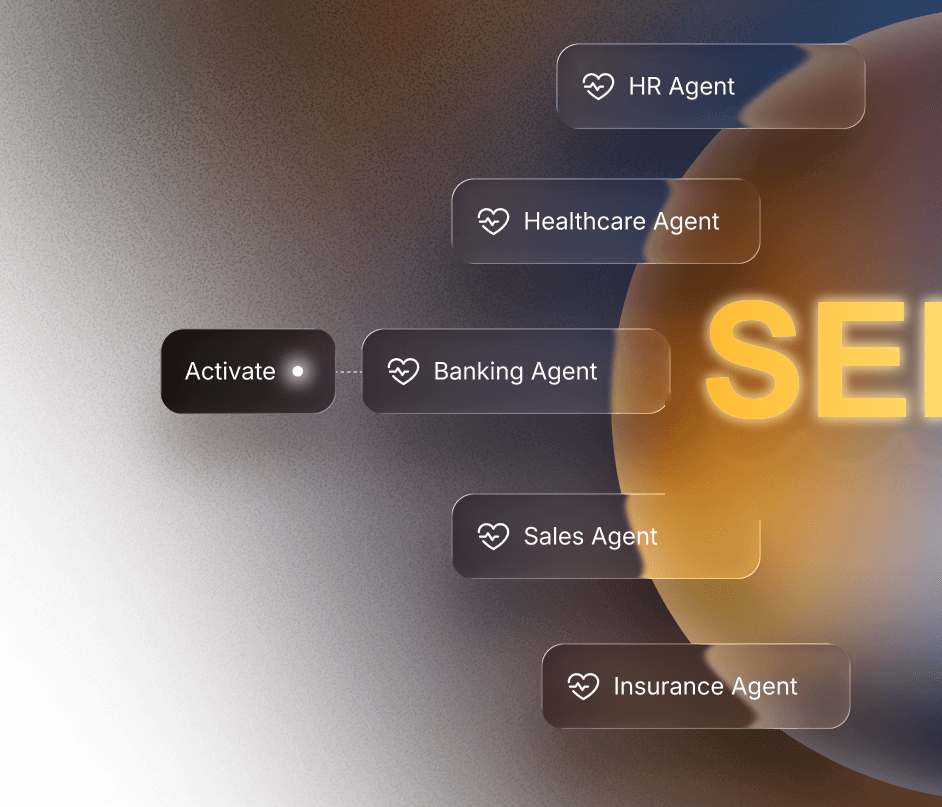 HR Agent
Healthcare Agent
Activate
Banking Agent
Sales Agent
Insurance Agent